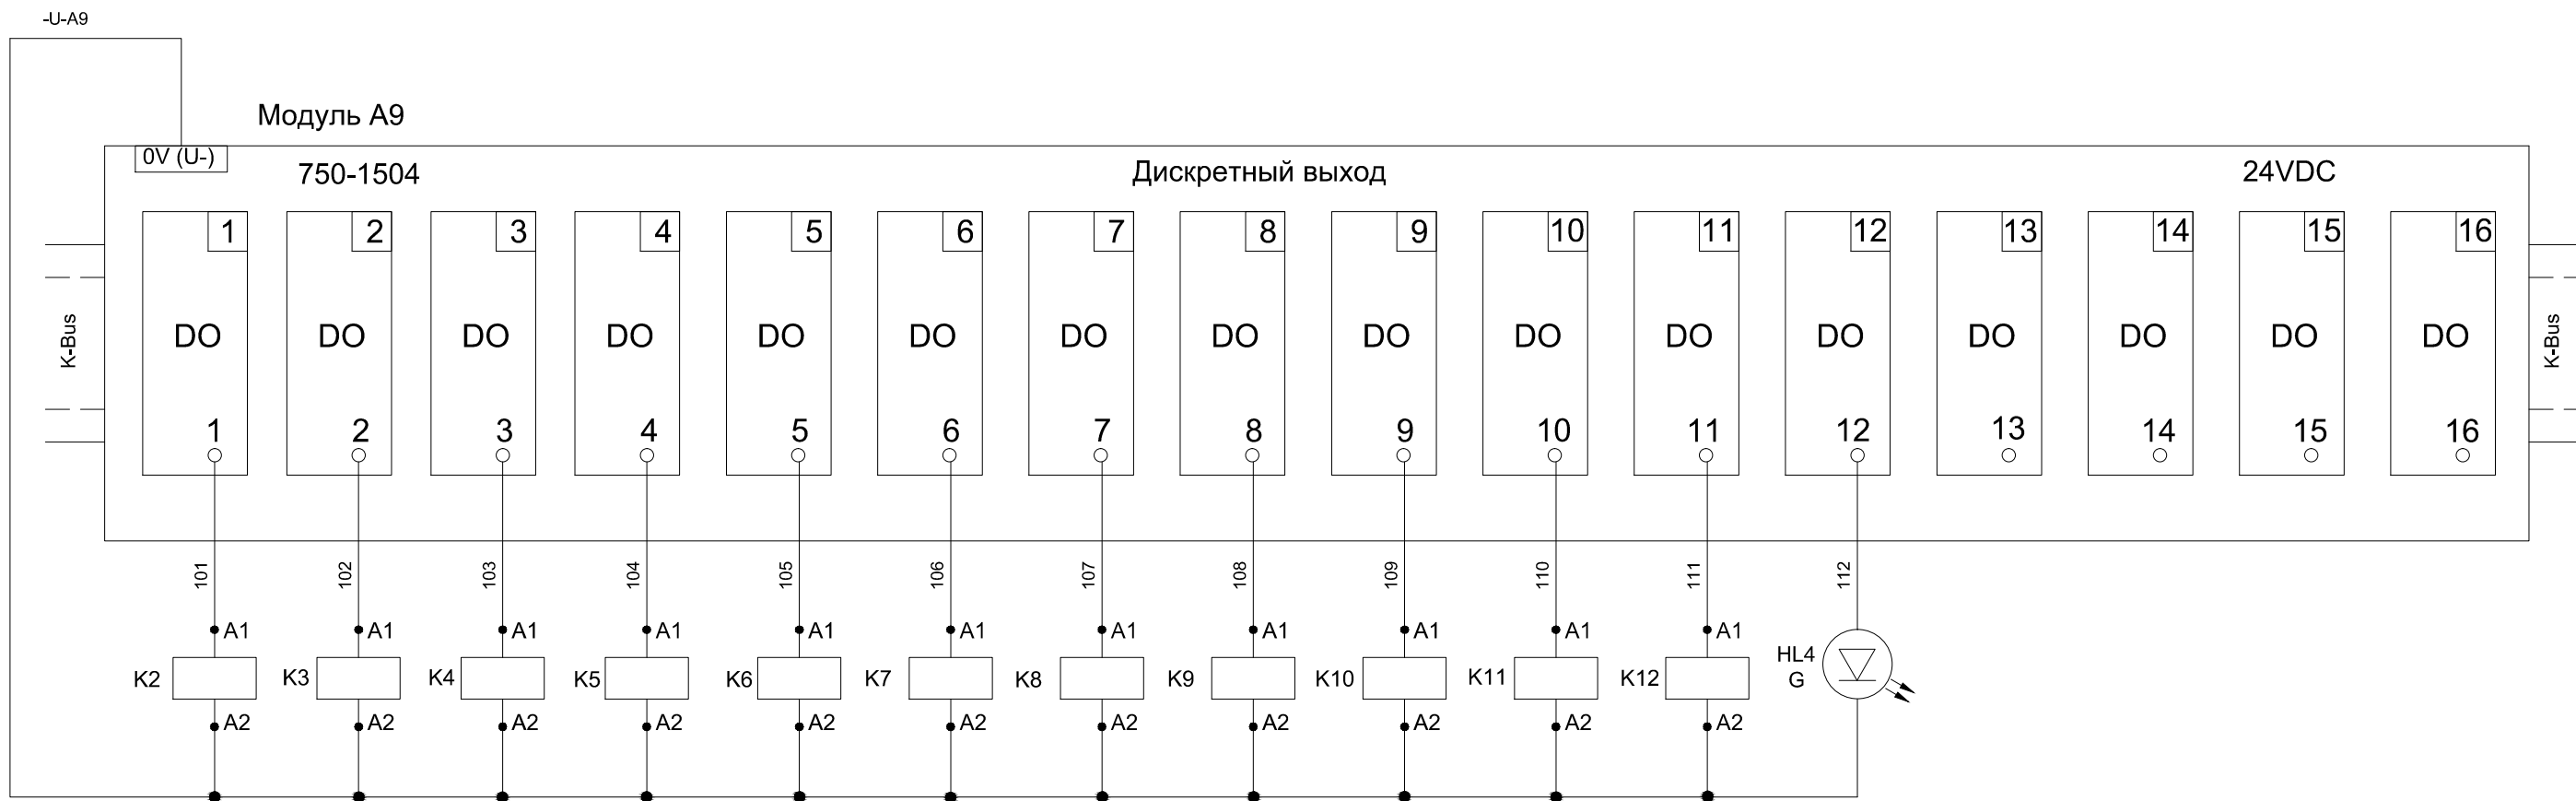 -U-A9
Модуль A9
0V (U-)
750-1504 Дискретный выход 24VDC
1 2 3 4 5 6 7 8 9 10 11 12 13 14 15 16
K-Bus DO DO DO DO DO DO DO DO DO DO DO DO DO DO DO DO K-Bus
1 2 3 4 5 6 7 8 9 10 11 12 13 14 15 16
101 102 103 104 105 106 107 108 109 110 111 112
A1 A1 A1 A1 A1 A1 A1 A1 A1 A1 A1
K2 K3 K4 K5 K6 K7 K8 K9 K10 K11 K12 HL4
G
A2 A2 A2 A2 A2 A2 A2 A2 A2 A2 A2